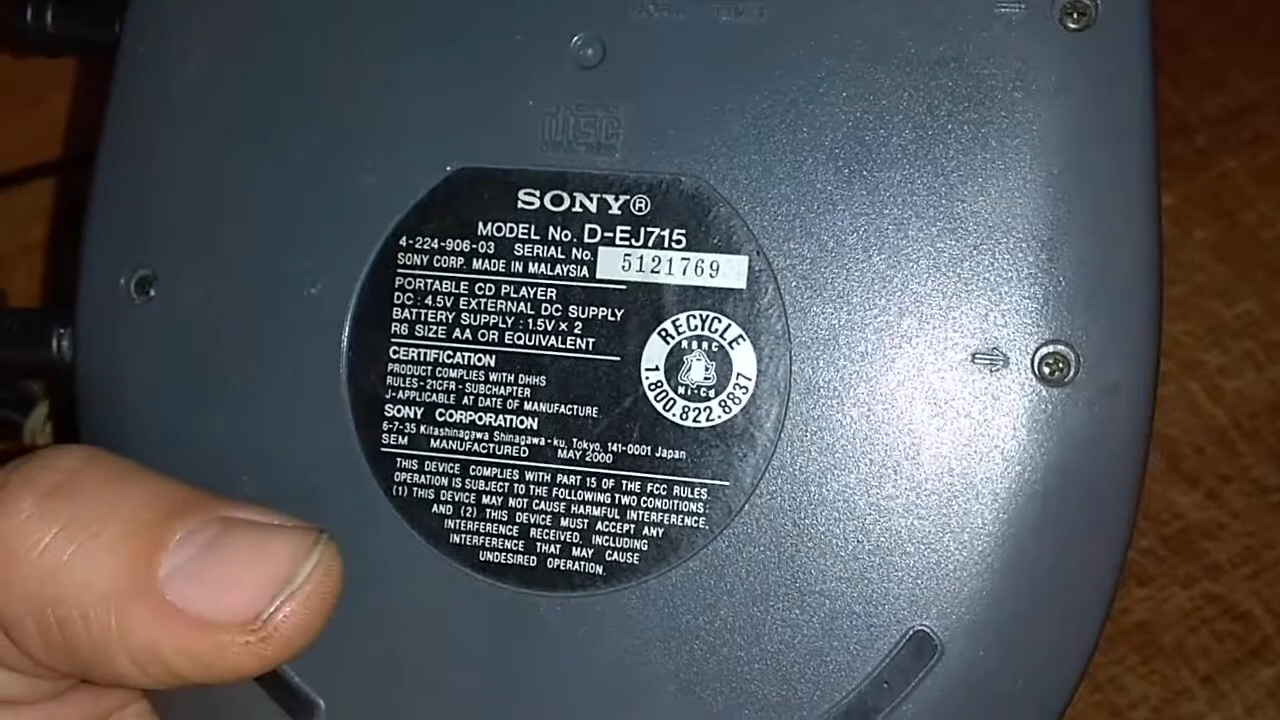 disc
SONY®
MODEL No. D-EJ715
4-224-906-03 SERIAL No. 5121769
SONY CORP. MADE IN MALAYSIA
PORTABLE CD PLAYER
DC : 4.5V EXTERNAL DC SUPPLY
BATTERY SUPPLY : 1.5V × 2
R6 SIZE AA OR EQUIVALENT
RECYCLE
RBRC
Ni-Cd
1.800.822.8837
CERTIFICATION
PRODUCT COMPLIES WITH DHHS
RULES - 21CFR - SUBCHAPTER
J-APPLICABLE AT DATE OF MANUFACTURE.
SONY CORPORATION
6-7-35 Kitashinagawa Shinagawa-ku, Tokyo, 141-0001 Japan
SEM MANUFACTURED MAY 2000
THIS DEVICE COMPLIES WITH PART 15 OF THE FCC RULES.
OPERATION IS SUBJECT TO THE FOLLOWING TWO CONDITIONS.
(1) THIS DEVICE MAY NOT CAUSE HARMFUL INTERFERENCE.
AND (2) THIS DEVICE MUST ACCEPT ANY
INTERFERENCE RECEIVED, INCLUDING
INTERFERENCE THAT MAY CAUSE
UNDESIRED OPERATION.